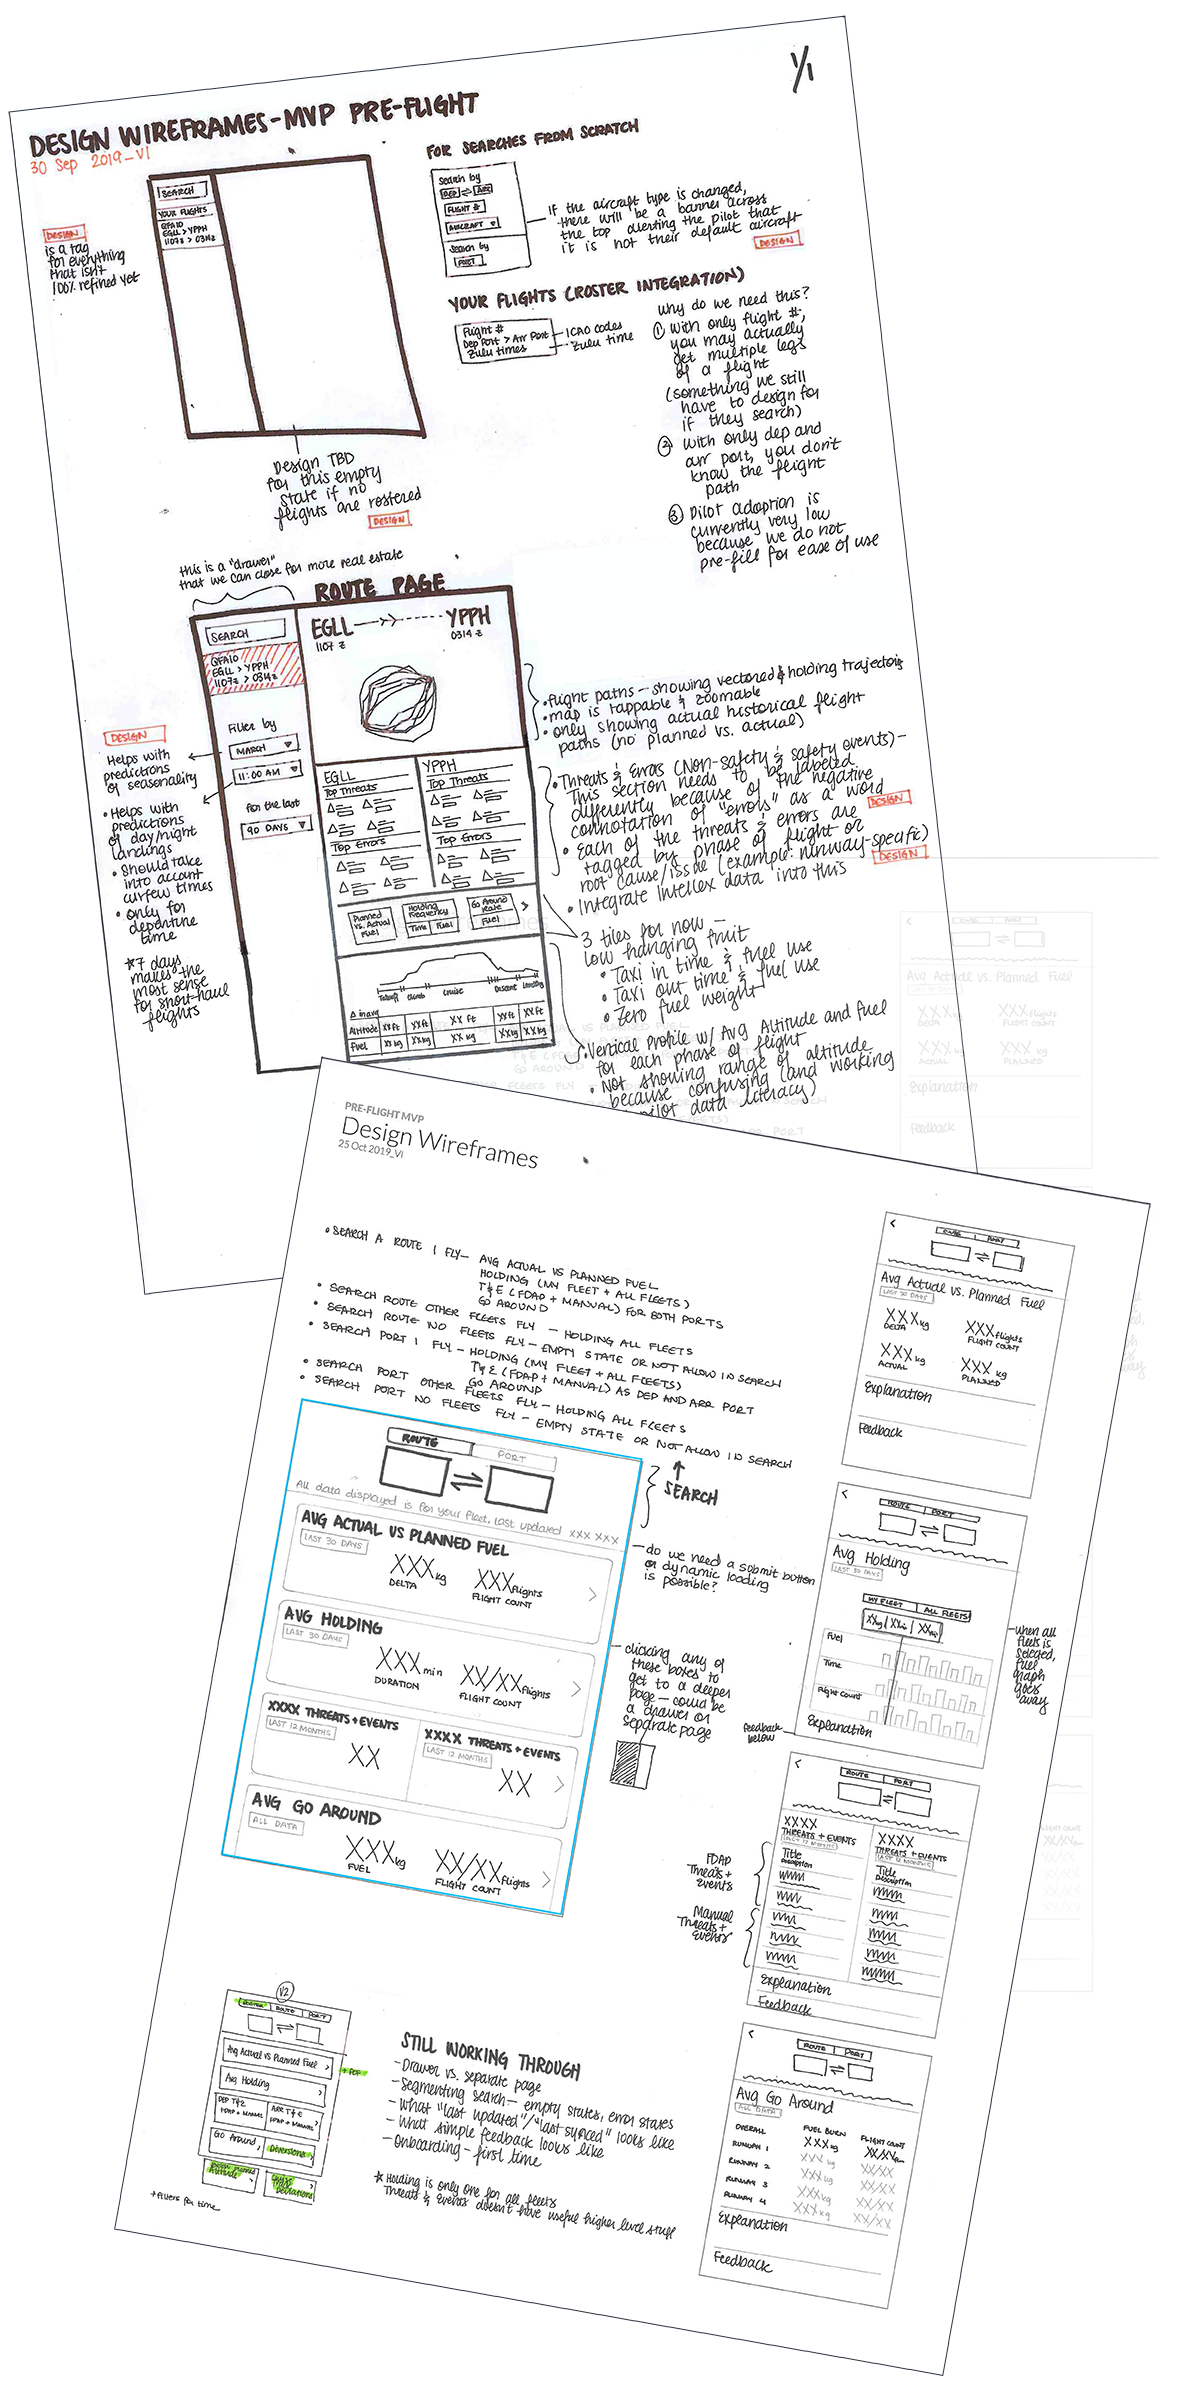 1/1
DESIGN WIREFRAMES-MVP PRE-FLIGHT
30 Sep 2019_V1
DESIGN
is a tag
for everything
that isn't
100% refined yet
SEARCH
YOUR FLIGHTS
QFA10
EGLL > YPPH
1107z > 0314z
Design TBD
for this empty
state if no
flights are rostered
DESIGN
FOR SEARCHES FROM SCRATCH
Search by
DEP ⇌ ARR
FLIGHT #
AIRCRAFT ▼
Search by
PORT
if the aircraft type is changed,
there will be a banner across
the top alerting the pilot that
it is not their default aircraft
DESIGN
YOUR FLIGHTS (ROSTER INTEGRATION)
Flight #
Dep Port > Arr Port
Zulu times
ICAO codes
Zulu time
Why do we need this?
① With only flight #,
you may actually
get multiple legs
of a flight
(something we still
have to design for
if they search)
② With only dep and
arr port, you don't
know the flight
path
③ Pilot adoption is
currently very low
because we do not
pre-fill for ease of use
this is a "drawer"
that we can close for more real estate
ROUTE PAGE
SEARCH
QFA10
EGLL > YPPH
1107z > 0314z
Filter by
MARCH ▼
11:00 AM ▼
for the last
90 DAYS ▼
EGLL
1107 z
YPPH
0314 z
EGLL
Top Threats
Top Errors
YPPH
Top Threats
Top Errors
Planned
vs. Actual
Fuel
Holding
Frequency
Time
Fuel
Go Around
Rate
Fuel
>
Takeoff
Climb
Cruise
Descent
Landing
Δ in avg
Altitude
XX ft
XX ft
XX ft
XX ft
XX ft
Fuel
XX kg
XX kg
XX kg
XX kg
XX kg
DESIGN
Helps with
predictions
of seasonality
• Helps with
predictions
of day/night
landings
• Should take
into account
curfew times
• only for
departure
time
*7 days
makes the
most sense
for short-haul
flights
• flight paths - showing vectored & holding trajectories
• map is tappable & zoomable
• only showing actual historical flight
paths (no planned vs. actual)
• Threats & Errors (Non-safety & safety events) -
This section needs to be labeled
differently because of the negative
connotation of "errors" as a word
DESIGN
• Each of the threats & errors are
tagged by phase of flight or
root cause/issue (example: runway-specific)
DESIGN
• Integrate Intellex data into this
3 tiles for now -
low hanging fruit
• Taxi in time & fuel use
• Taxi out time & fuel use
• Zero fuel weight
• Vertical Profile w/ Avg Altitude and fuel
for each phase of flight
• Not showing range of altitude
because confusing (and working
pilot data literacy)
PRE-FLIGHT MVP
Design Wireframes
25 Oct 2019_V1
• SEARCH A ROUTE I FLY - AVG ACTUAL VS PLANNED FUEL
HOLDING (MY FLEET + ALL FLEETS)
T&E (FDAP + MANUAL) FOR BOTH PORTS
GO AROUND
• SEARCH ROUTE OTHER FLEETS FLY - HOLDING ALL FLEETS
• SEARCH ROUTE NO FLEETS FLY - EMPTY STATE OR NOT ALLOW IN SEARCH
• SEARCH PORT I FLY - HOLDING (MY FLEET + ALL FLEETS)
T&E (FDAP + MANUAL) AS DEP AND ARR PORT
GO AROUND
• SEARCH PORT OTHER FLEETS FLY - HOLDING ALL FLEETS
• SEARCH PORT NO FLEETS FLY - EMPTY STATE OR NOT ALLOW IN SEARCH
SEARCH
ROUTE
PORT
All data displayed is for your fleet. Last updated XXX XXX
AVG ACTUAL VS PLANNED FUEL
LAST 30 DAYS
XXX kg
DELTA
XXX flights
FLIGHT COUNT
AVG HOLDING
LAST 30 DAYS
XXX min
DURATION
XX/XX flights
FLIGHT COUNT
XXXX THREATS + EVENTS
LAST 12 MONTHS
XX
XXXX THREATS + EVENTS
LAST 12 MONTHS
XX
AVG GO AROUND
ALL DATA
XXX kg
FUEL
XX/XX flights
FLIGHT COUNT
- do we need a submit button
or dynamic loading
is possible?
- clicking any of
these boxes to
get to a deeper
page - could be
a drawer or
separate page
PORT
Avg Actual vs. Planned Fuel
LAST 30 DAYS
XXX kg
DELTA
XXX flights
FLIGHT COUNT
XXX kg
ACTUAL
XXX kg
PLANNED
Explanation
Feedback
ROUTE
PORT
Avg Holding
LAST 30 DAYS
MY FLEET
ALL FLEETS
Fuel
Time
Flight Count
Explanation
feedback
below
- when all
fleets is
selected,
fuel
graph
goes
away
ROUTE
PORT
XXXX
THREATS + EVENTS
LAST 12 MONTHS
Title
Description
XXXX
THREATS + EVENTS
LAST 12 MONTHS
Title
Description
Explanation
Feedback
FDAP
Threats +
Events
Manual
Threats +
Events
ROUTE
PORT
Avg Go Around
ALL DATA
OVERALL
FUEL BURN
XXX kg
FLIGHT COUNT
RUNWAY 1
XXX kg
XX/XX
RUNWAY 2
XXX kg
XX/XX
RUNWAY 3
XXX kg
XX/XX
RUNWAY 4
XXX kg
XX/XX
Explanation
Feedback
V2
ROSTER
ROUTE
PORT
Avg Actual vs Planned Fuel >
+ PDF
Avg Holding >
DEP T&E
FDAP + MANUAL
ARR T&E
FDAP + MANUAL
Go Around
Diversions
+ filters for time
STILL WORKING THROUGH
- Drawer vs. separate page
- Segmenting search - empty states, error states
- What "last updated"/"last synced" looks like
- What simple feedback looks like
- Onboarding - first time
* Holding is only one for all fleets
Threats & Events doesn't have useful higher level stuff